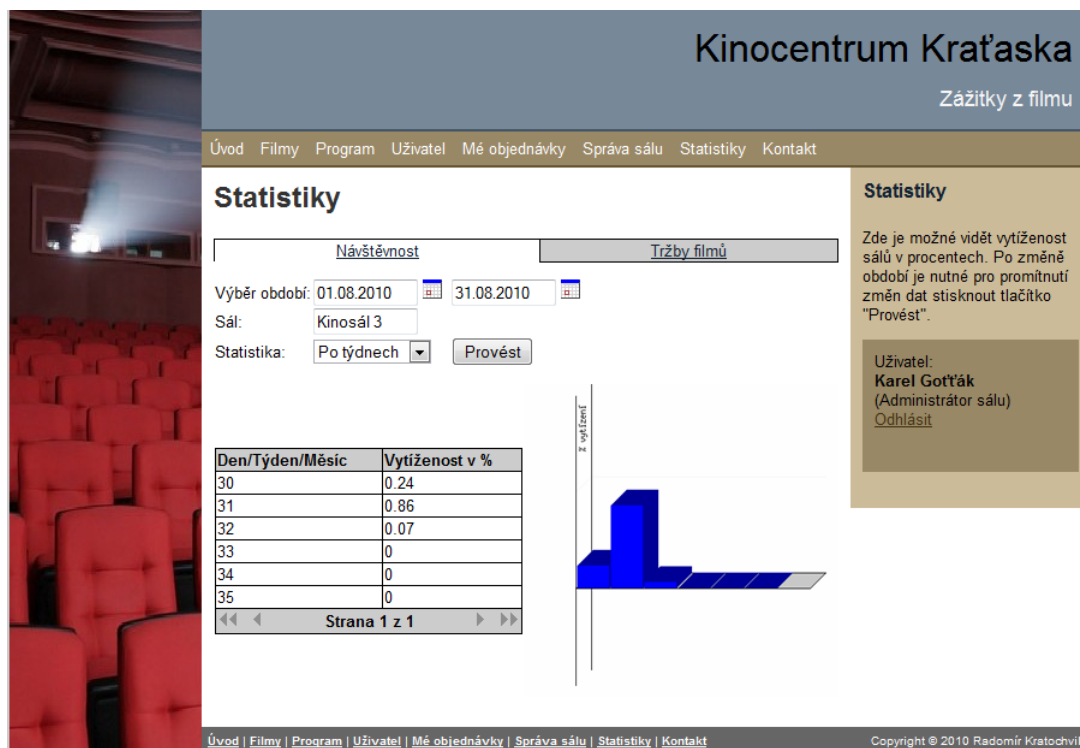 Kinocentrum Kraťaska
Zážitky z filmu
Úvod Filmy Program Uživatel Mé objednávky Správa sálu Statistiky Kontakt
Statistiky
Návštěvnost Tržby filmů
Výběr období: 01.08.2010 31.08.2010
Sál: Kinosál 3
Statistika: Po týdnech Provést
% vytížení
Den/Týden/Měsíc Vytíženost v %
30 0.24
31 0.86
32 0.07
33 0
34 0
35 0
Strana 1 z 1
Statistiky
Zde je možné vidět vytíženost
sálů v procentech. Po změně
období je nutné pro promítnutí
změn dat stisknout tlačítko
"Provést".
Uživatel:
Karel Goťťák
(Administrátor sálu)
Odhlásit
Úvod | Filmy | Program | Uživatel | Mé objednávky | Správa sálu | Statistiky | Kontakt
Copyright © 2010 Radomír Kratochvíl